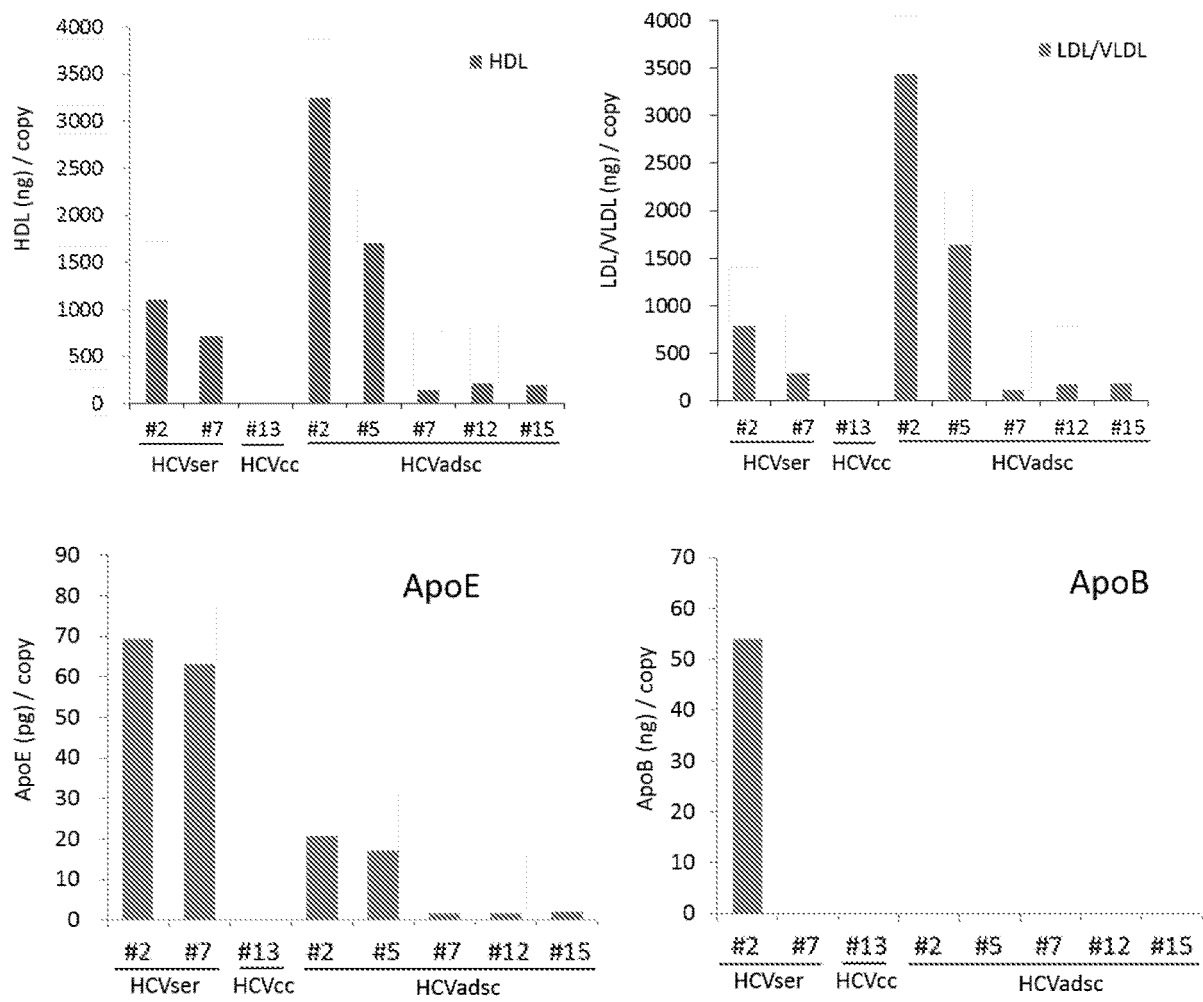 HDL (ng) / copy
4000
3500
3000
2500
2000
1500
1000
500
0
HDL
#2 #7 #13 #2 #5 #7 #12 #15
HCVser HCVcc HCVadsc
LDL/VLDL (ng) / copy
4000
3500
3000
2500
2000
1500
1000
500
0
LDL/VLDL
#2 #7 #13 #2 #5 #7 #12 #15
HCVser HCVcc HCVadsc
ApoE (pg) / copy
90
80
70
60
50
40
30
20
10
0
ApoE
#2 #7 #13 #2 #5 #7 #12 #15
HCVser HCVcc HCVadsc
ApoB (ng) / copy
70
60
50
40
30
20
10
0
ApoB
#2 #7 #13 #2 #5 #7 #12 #15
HCVser HCVcc HCVadsc